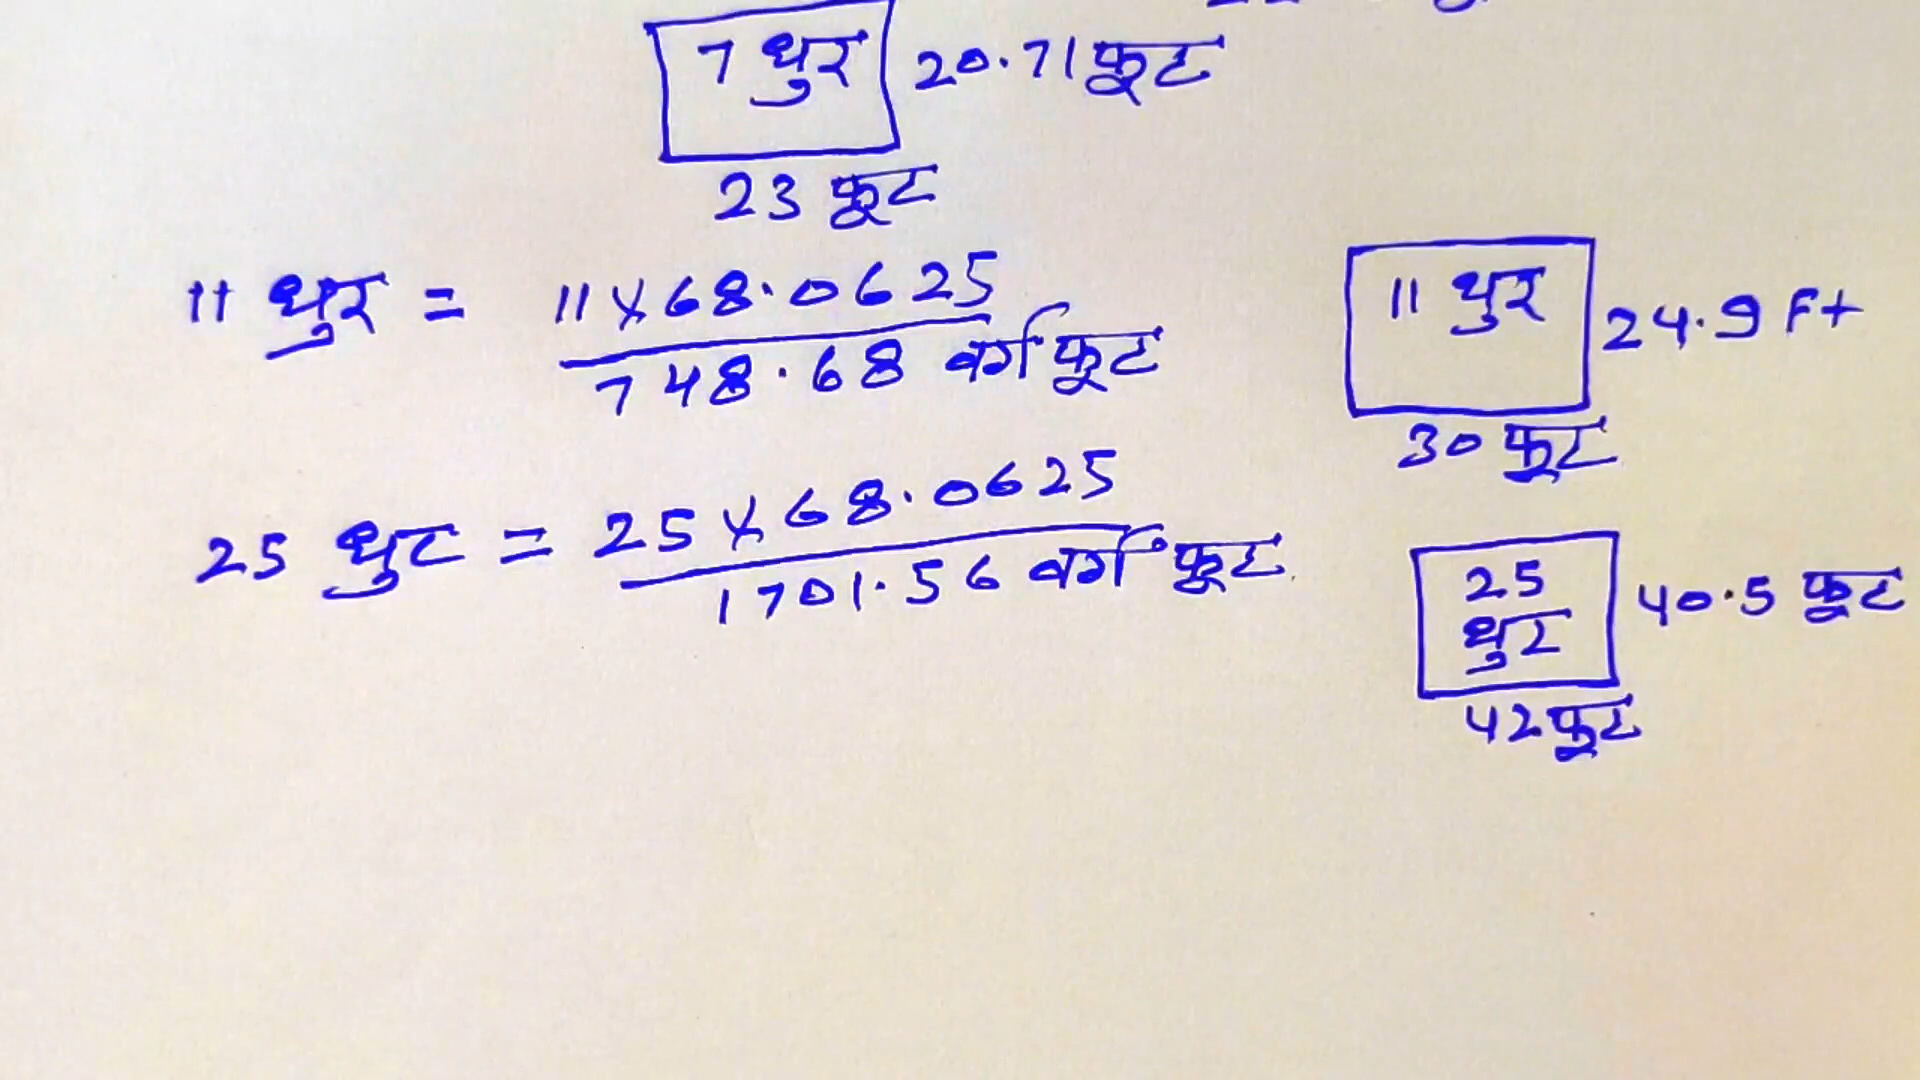 7 धुर 20.71 फूट
23 फूट
11 धुर = 11 x 68.0625
748.68 वर्ग फूट
11 धुर 24.9 Ft
30 फूट
25 धुट = 25 x 68.0625
1701.56 वर्ग फूट
25
धुर
40.5 फूट
42 फूट